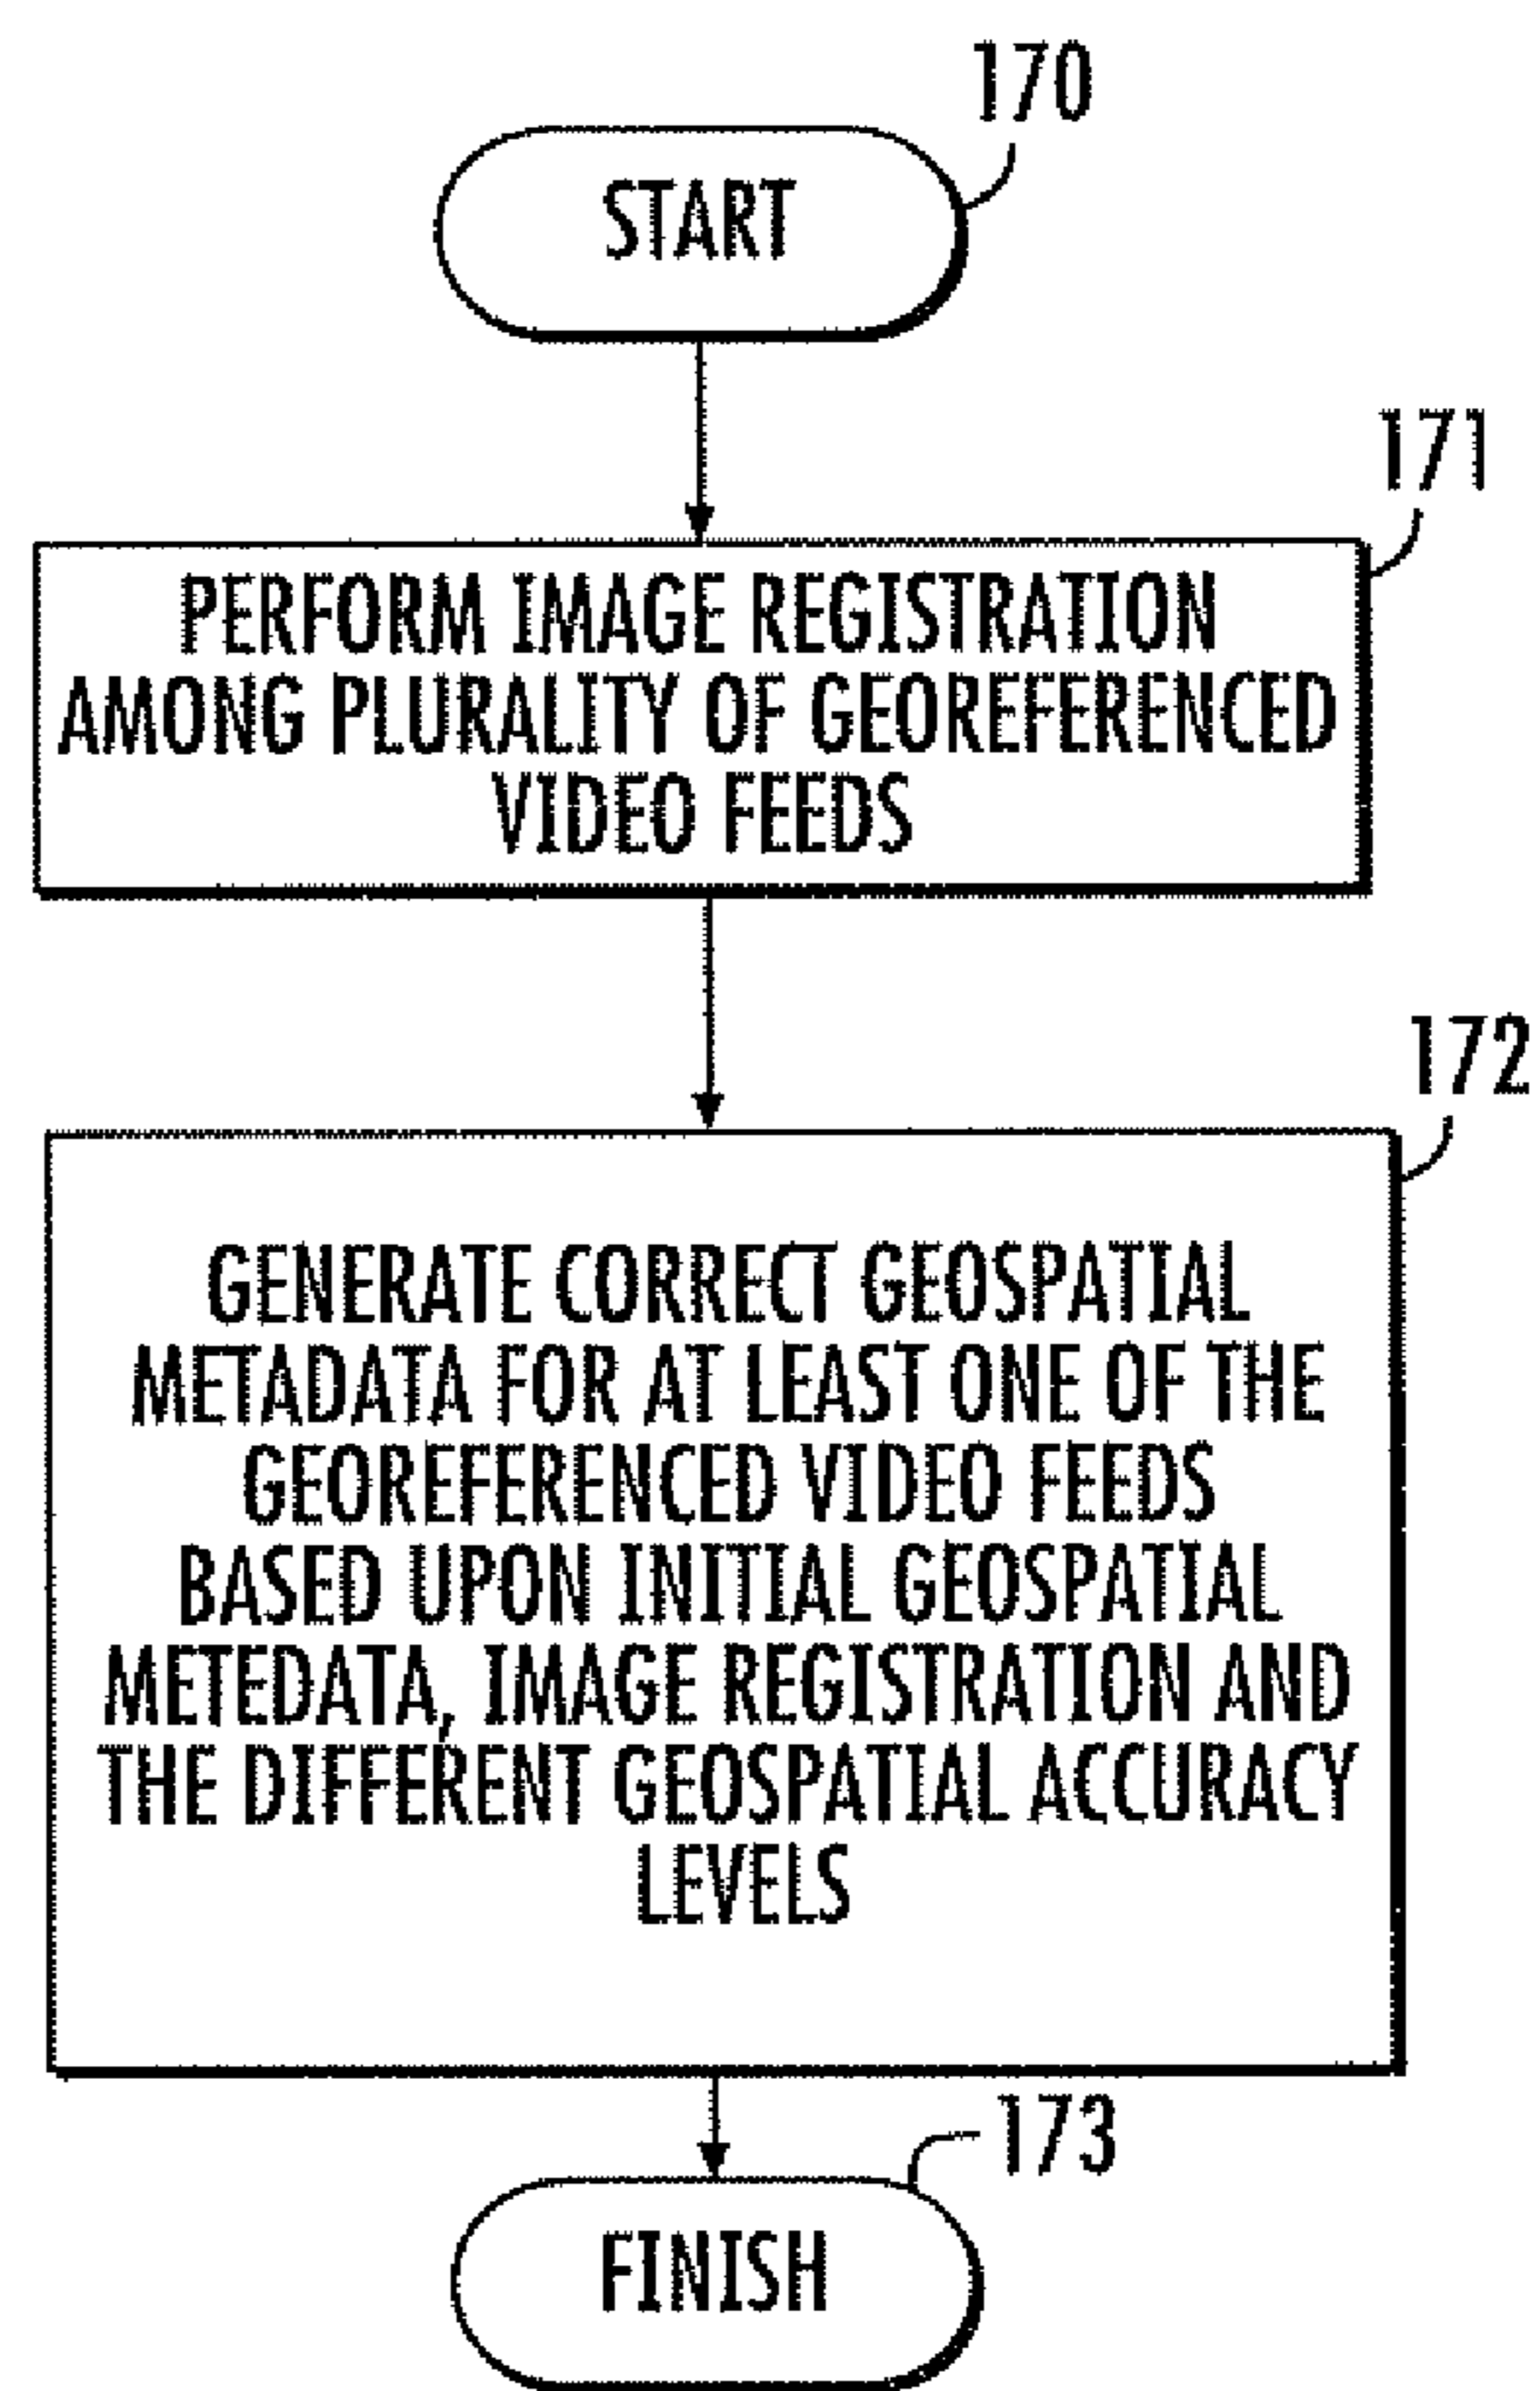 170
START
171
PERFORM IMAGE REGISTRATION
AMONG PLURALITY OF GEOREFERENCED
VIDEO FEEDS
172
GENERATE CORRECT GEOSPATIAL
METADATA FOR AT LEAST ONE OF THE
GEOREFERENCED VIDEO FEEDS
BASED UPON INITIAL GEOSPATIAL
METEDATA, IMAGE REGISTRATION AND
THE DIFFERENT GEOSPATIAL ACCURACY
LEVELS
173
FINISH